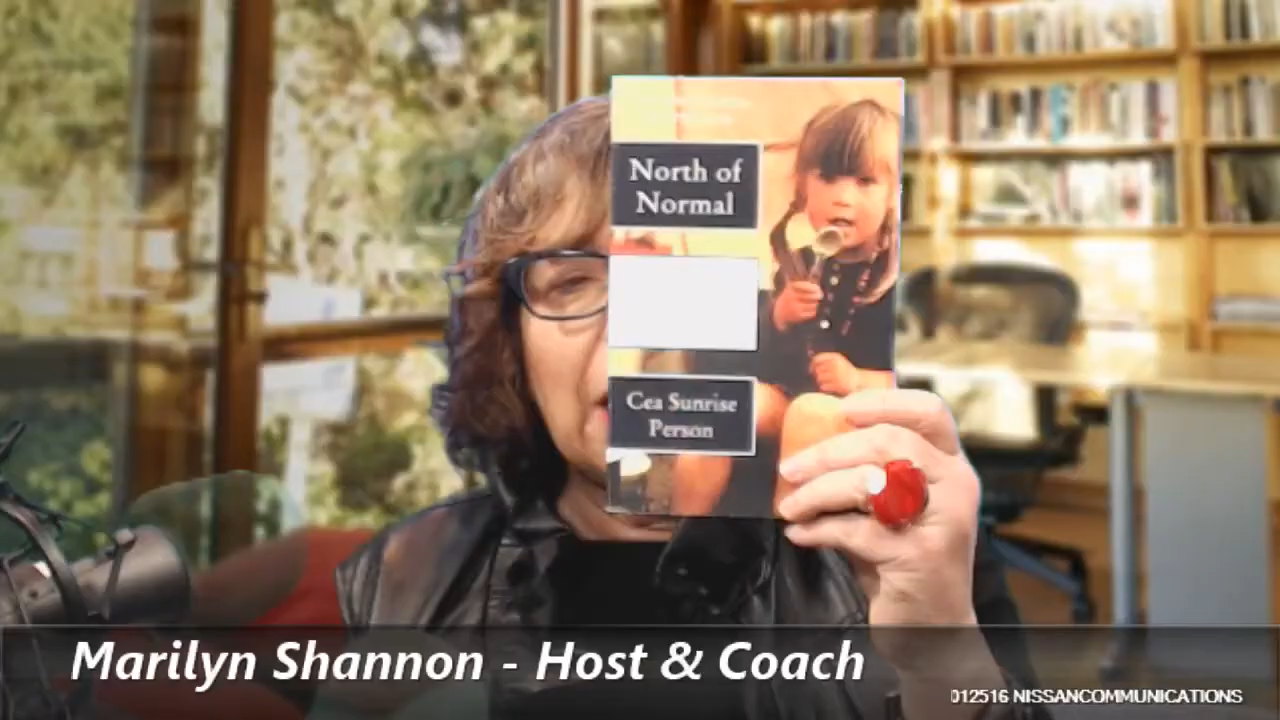 North of
Normal
Cea Sunrise
Person
Marilyn Shannon - Host & Coach
012516 NISSANCOMMUNICATIONS